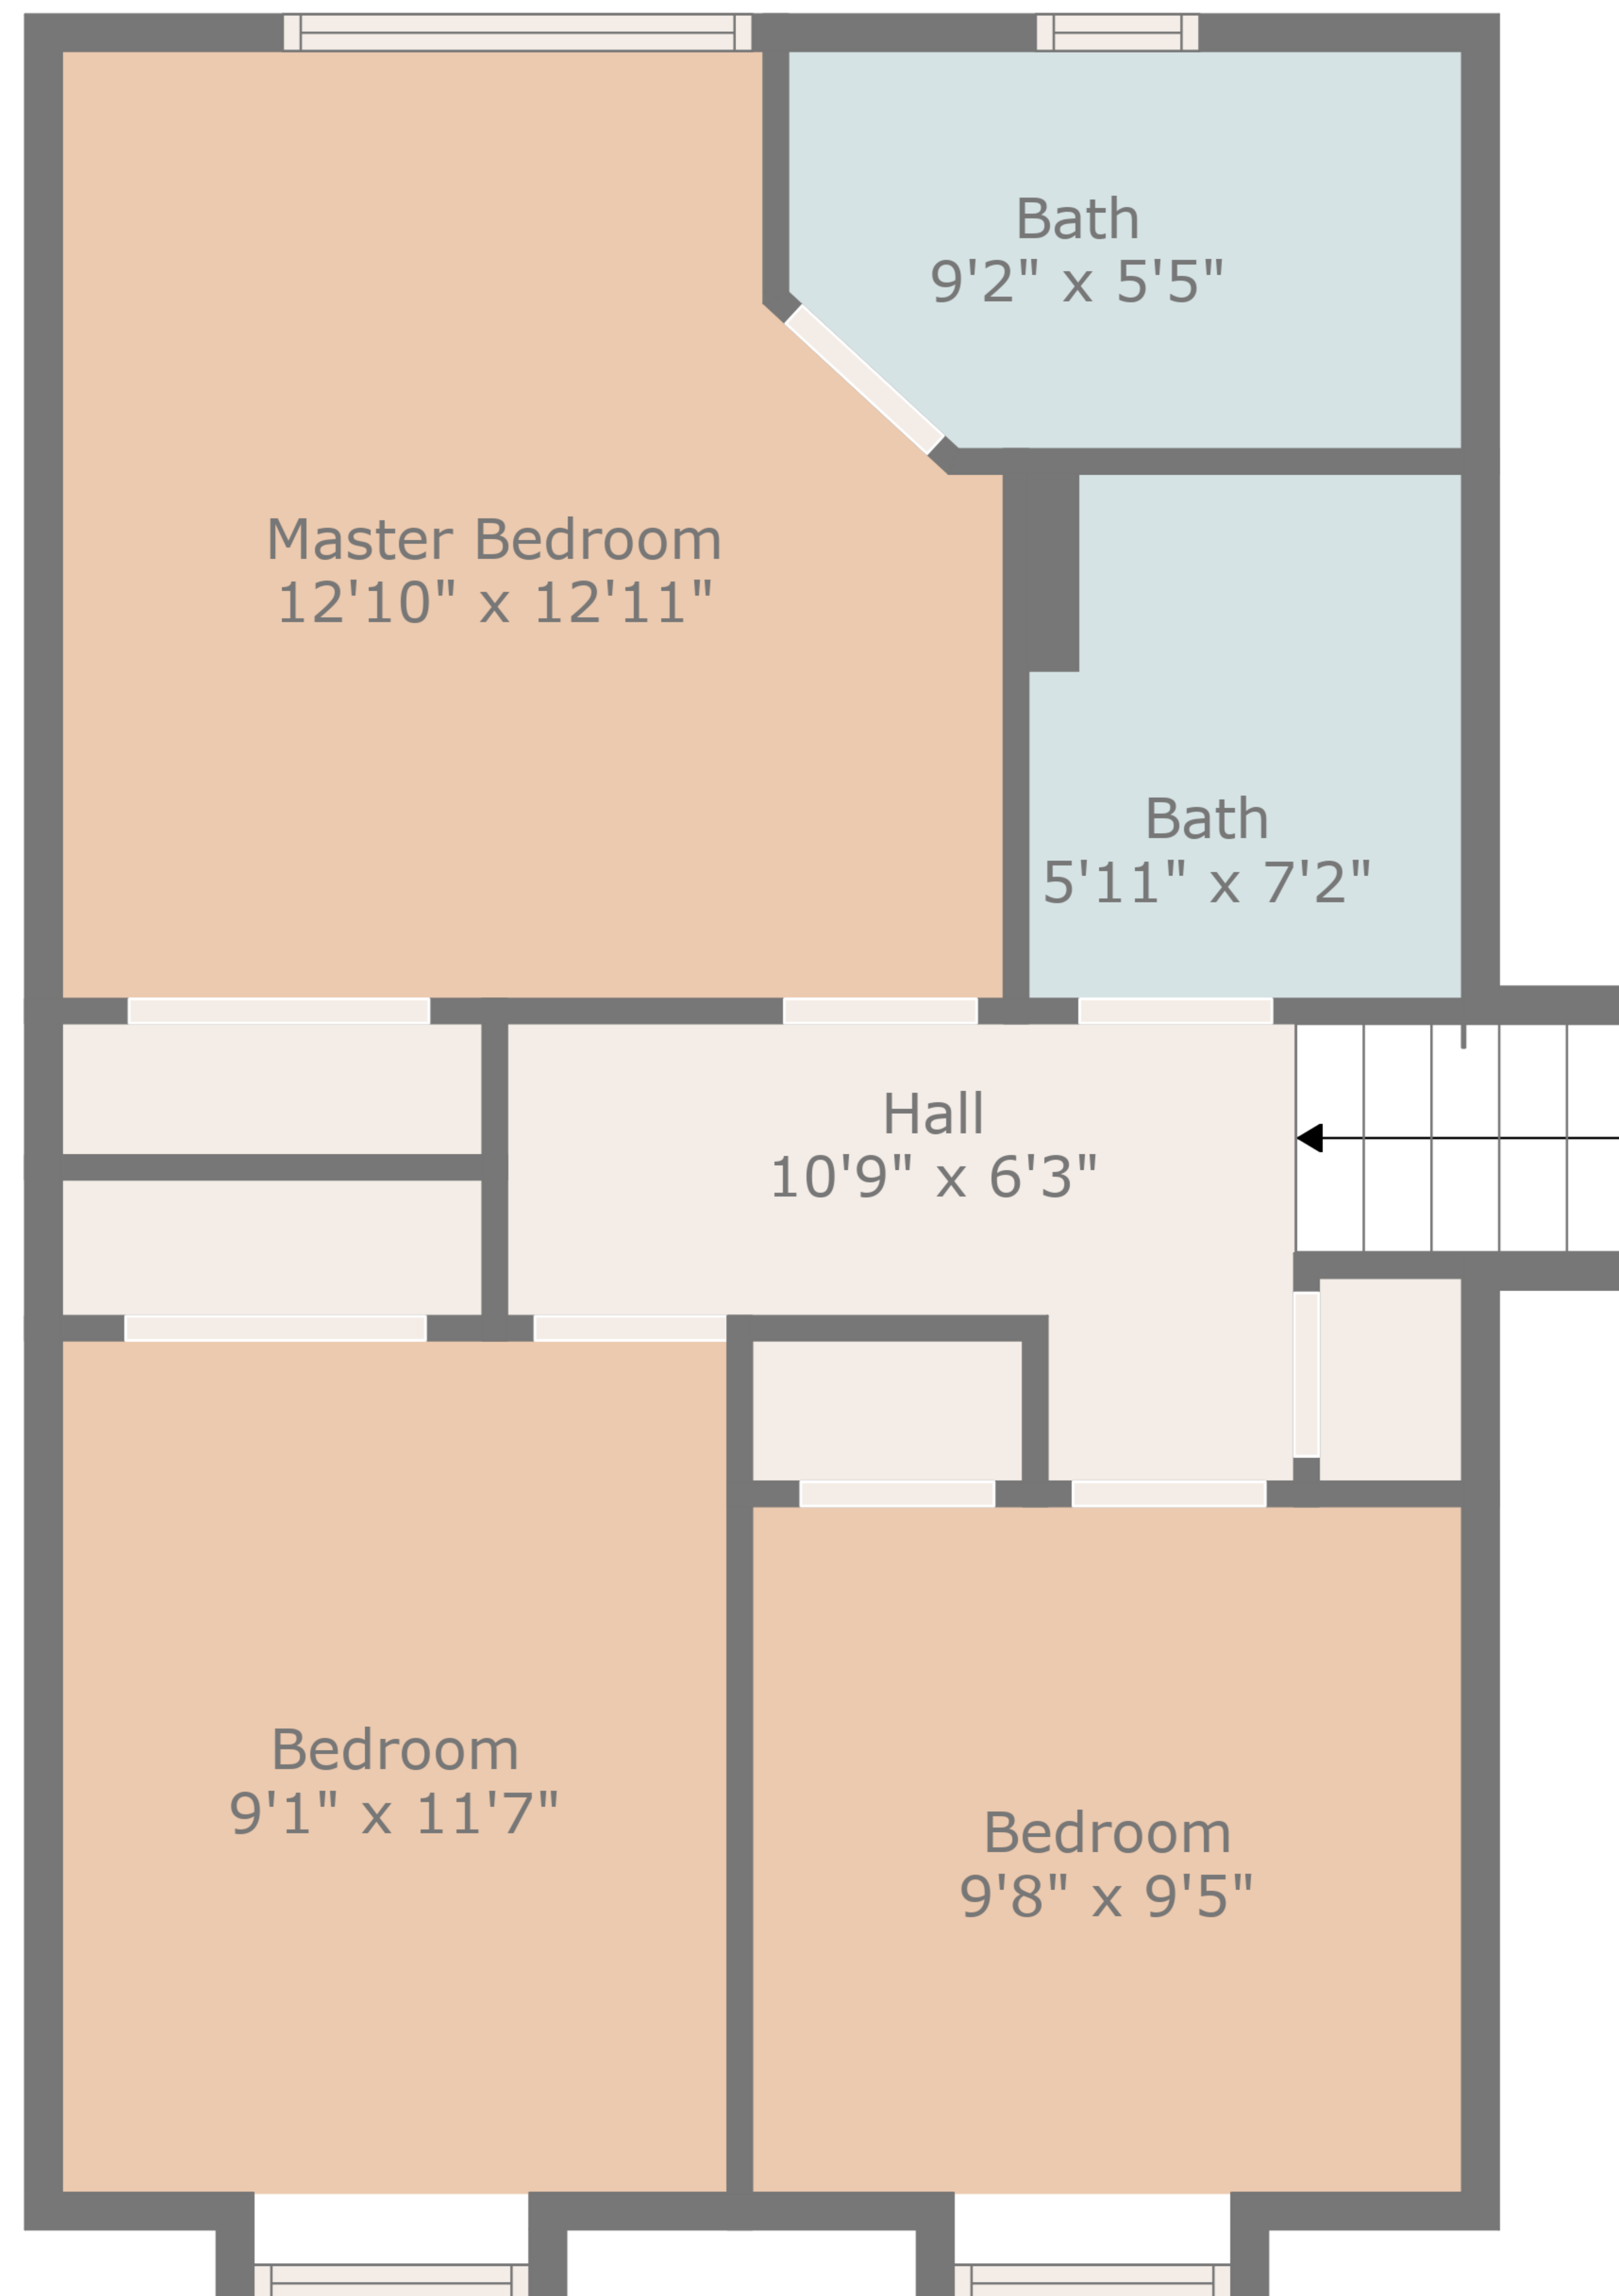 Bath
9'2" x 5'5"
Master Bedroom
12'10" x 12'11"
Bath
5'11" x 7'2"
Hall
10'9" x 6'3"
Bedroom
9'1" x 11'7"
Bedroom
9'8" x 9'5"